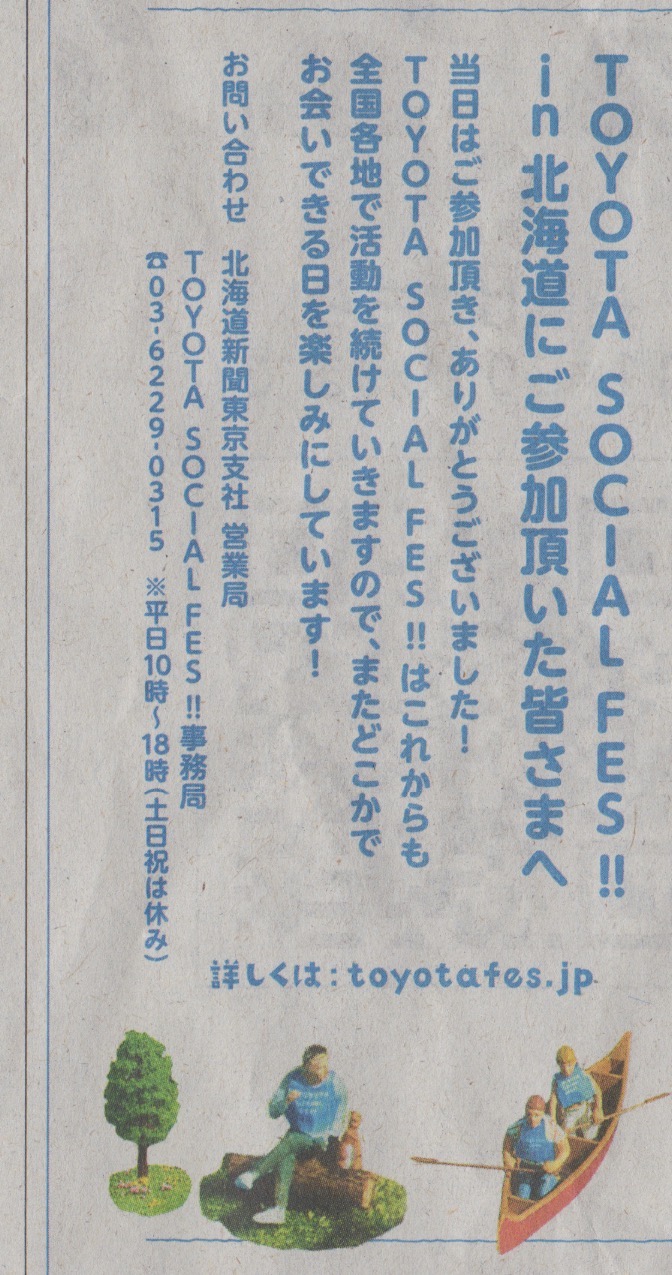 TOYOTA SOCIAL FES!!
in 北海道にご参加頂いた皆さまへ
当日はご参加頂き、ありがとうございました!
TOYOTA SOCIAL FES!!はこれからも
全国各地で活動を続けていきますので、またどこかで
お会いできる日を楽しみにしています!
お問い合わせ 北海道新聞東京支社 営業局
TOYOTA SOCIAL FES!!事務局
☎03-6229-0315 ※平日10時〜18時(土日祝は休み)
詳しくは:toyotafes.jp